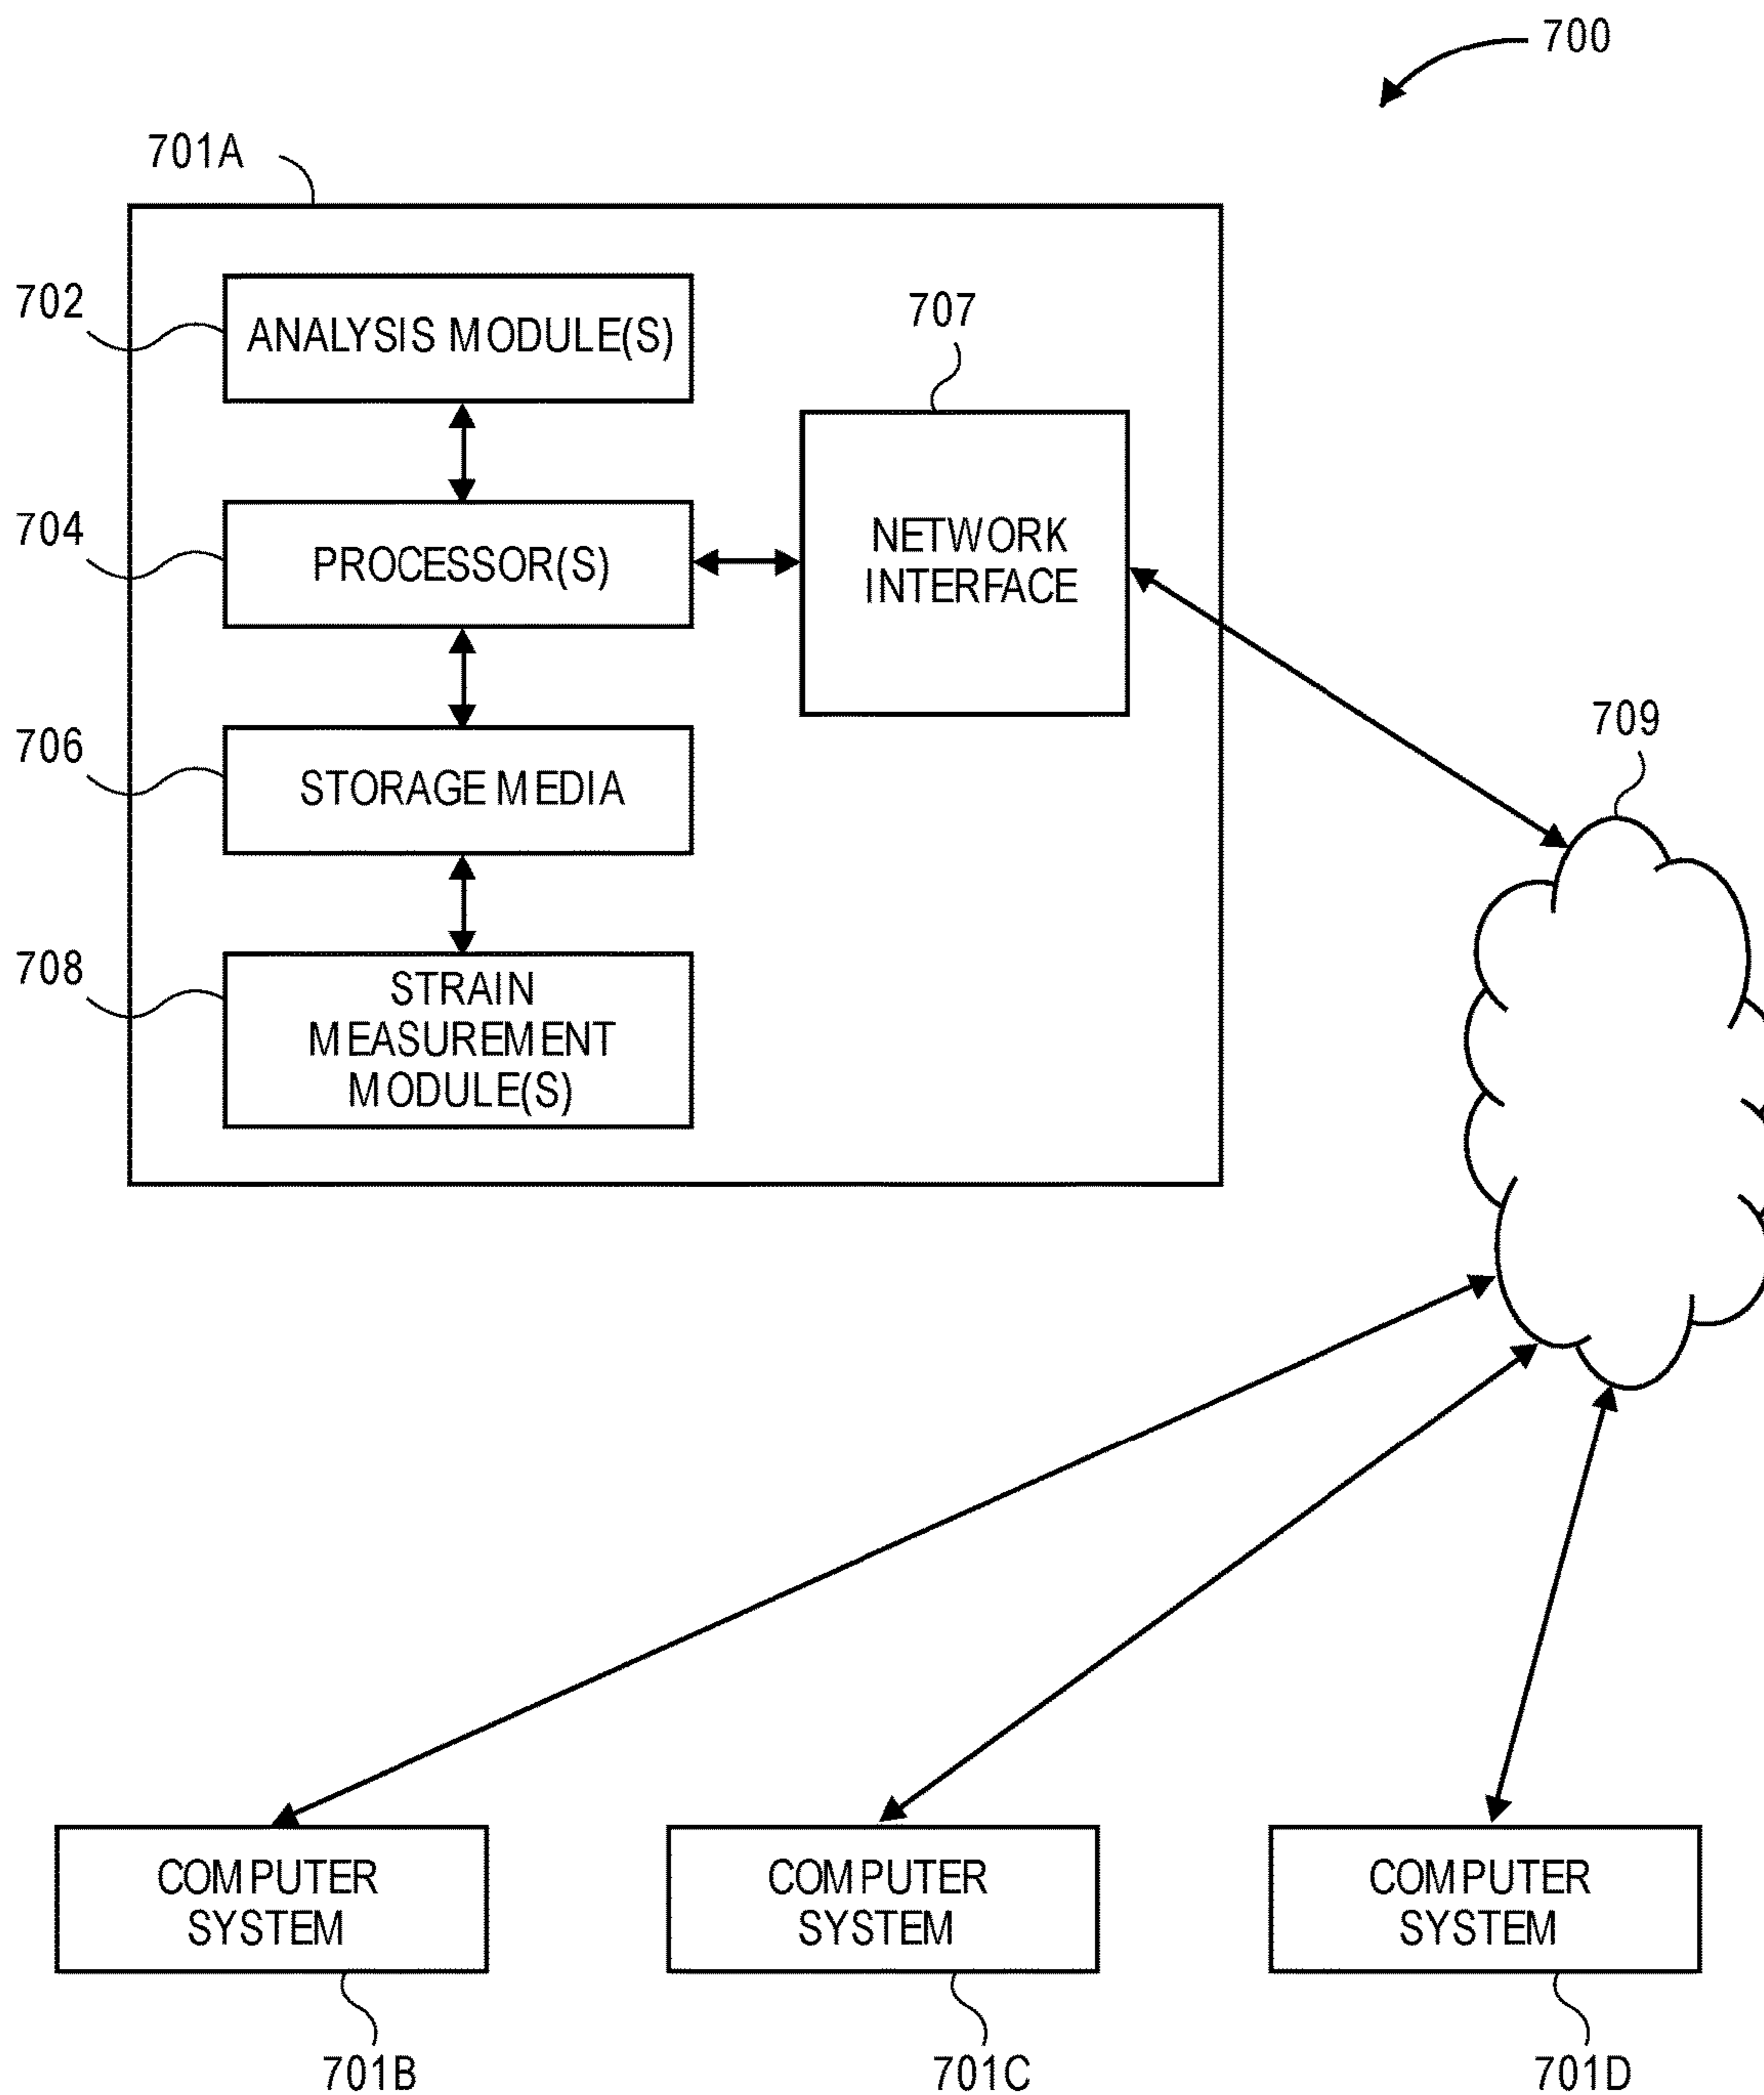 700
701A
702
ANALYSIS MODULE(S)
707
704
PROCESSOR(S)
NETWORK
INTERFACE
706
STORAGE MEDIA
709
708
STRAIN
MEASUREMENT
MODULE(S)
COMPUTER
SYSTEM
COMPUTER
SYSTEM
COMPUTER
SYSTEM
701B
701C
701D